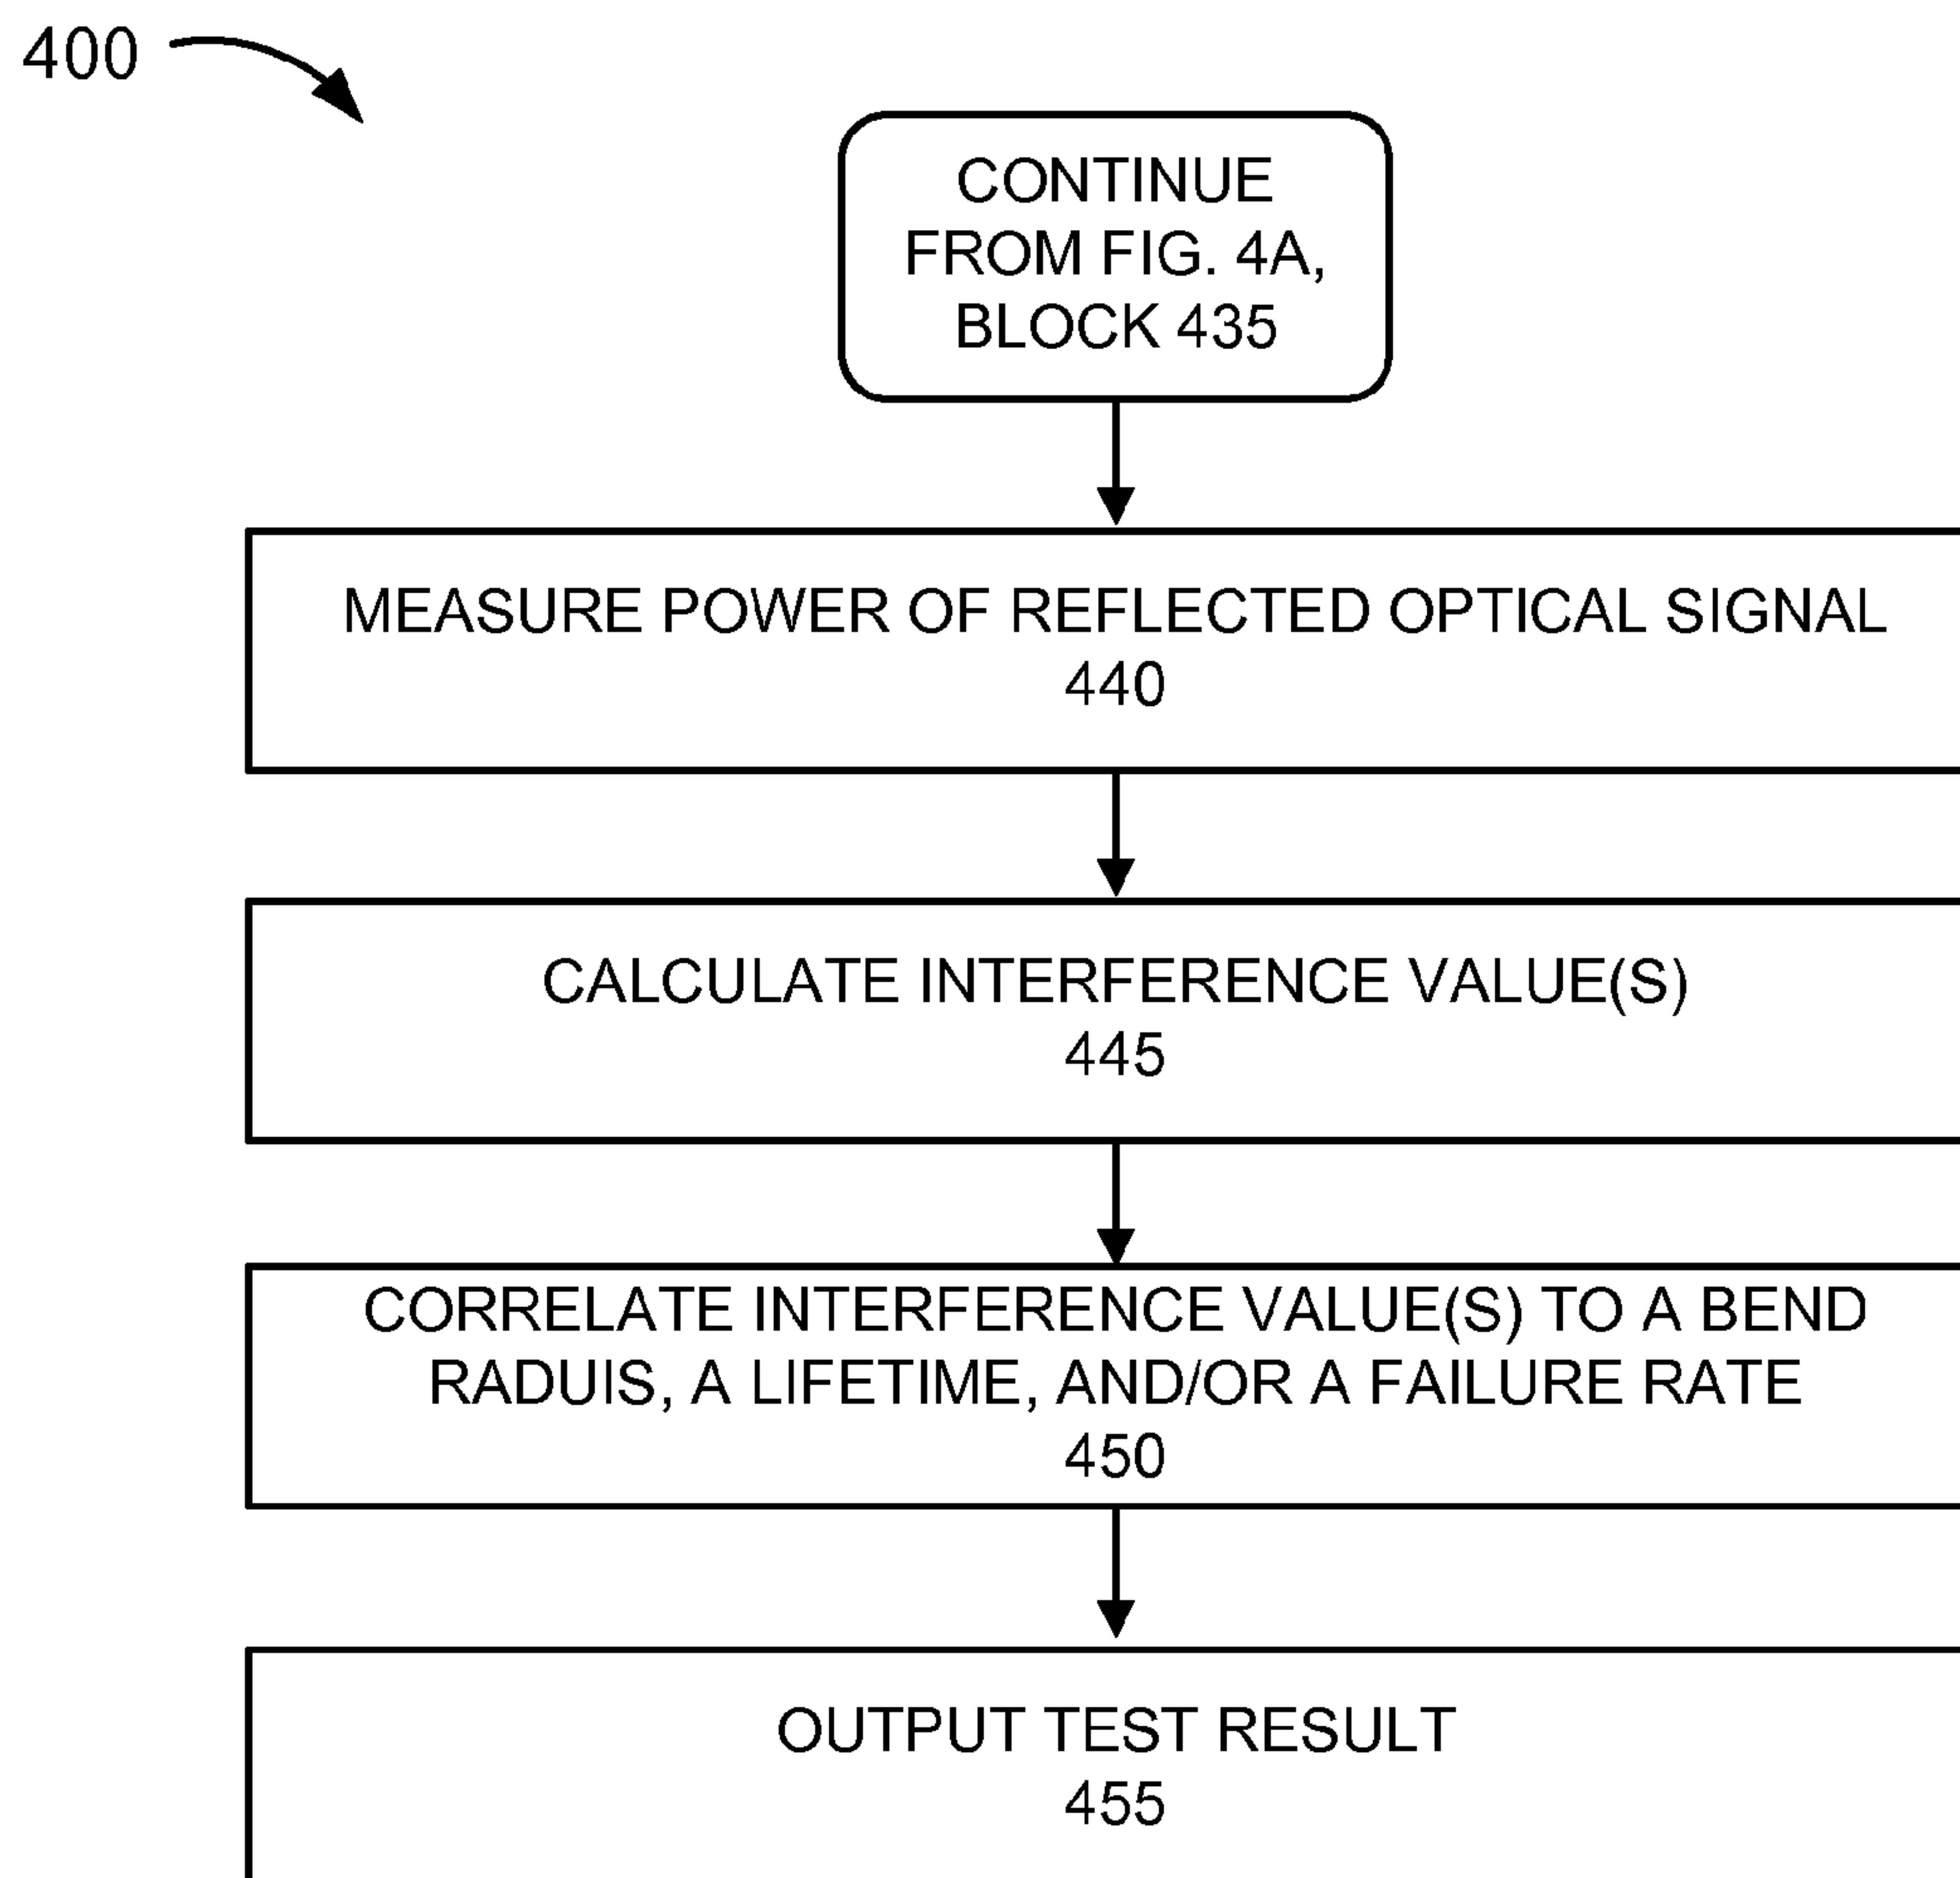 400
CONTINUE
FROM FIG. 4A,
BLOCK 435
MEASURE POWER OF REFLECTED OPTICAL SIGNAL
440
CALCULATE INTERFERENCE VALUE(S)
445
CORRELATE INTERFERENCE VALUE(S) TO A BEND
RADUIS, A LIFETIME, AND/OR A FAILURE RATE
450
OUTPUT TEST RESULT
455